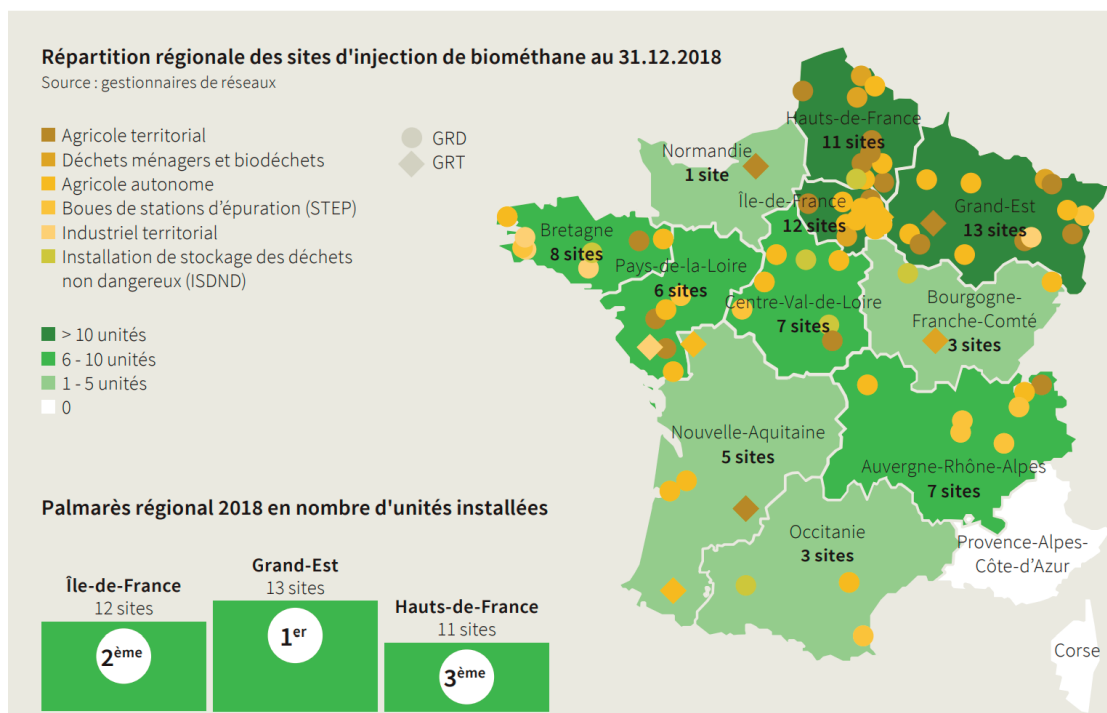 Répartition régionale des sites d'injection de biométhane au 31.12.2018
Source : gestionnaires de réseaux
Agricole territorial
Déchets ménagers et biodéchets
Agricole autonome
Boues de stations d'épuration (STEP)
Industriel territorial
Installation de stockage des déchets
non dangereux (ISDND)
GRD
GRT
> 10 unités
6 - 10 unités
1 - 5 unités
0
Hauts-de-France
11 sites
Normandie
1 site
Île-de-France
12 sites
Grand-Est
13 sites
Bretagne
8 sites
Pays-de-la-Loire
6 sites
Centre-Val-de-Loire
7 sites
Bourgogne-
Franche-Comté
3 sites
Nouvelle-Aquitaine
5 sites
Auvergne-Rhône-Alpes
7 sites
Occitanie
3 sites
Provence-Alpes-
Côte-d'Azur
Corse
Palmarès régional 2018 en nombre d'unités installées
Île-de-France
12 sites
2ème
Grand-Est
13 sites
1er
Hauts-de-France
11 sites
3ème